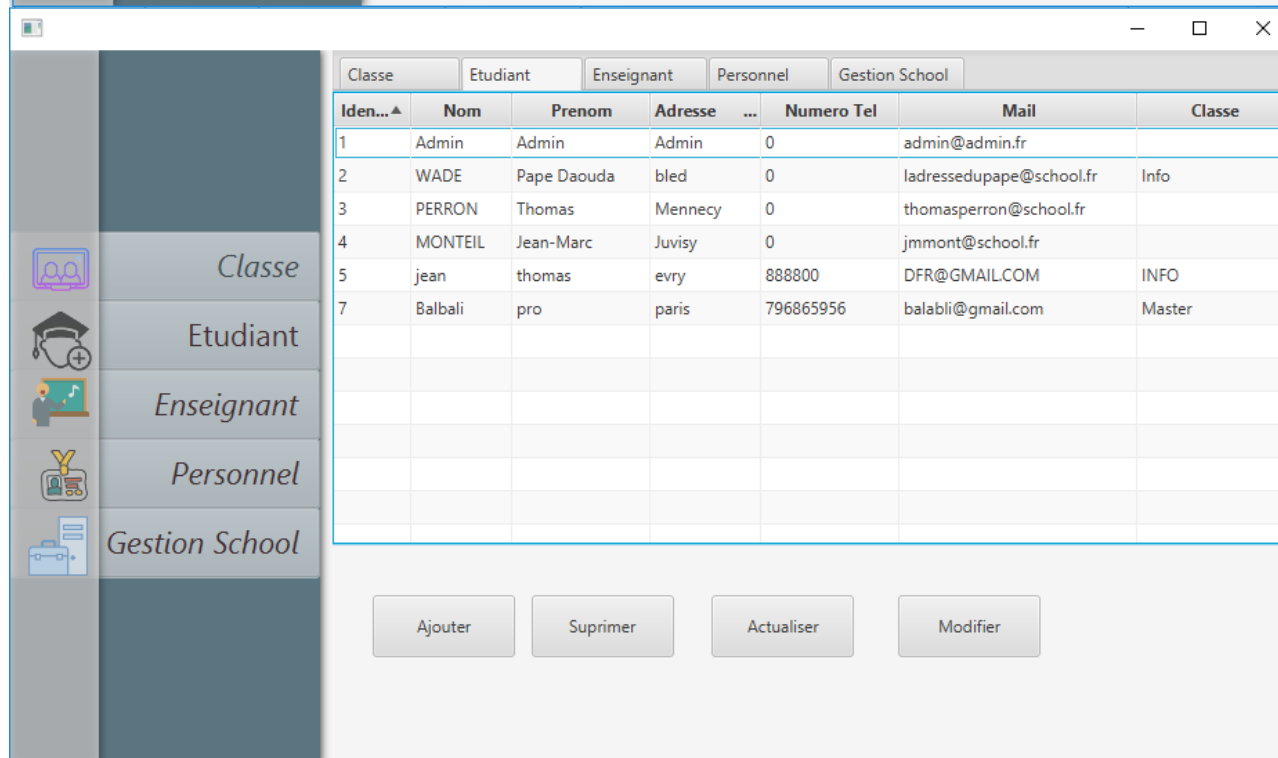 Classe Etudiant Enseignant Personnel Gestion School
Iden... Nom Prenom Adresse ... Numero Tel Mail Classe
1 Admin Admin Admin 0 admin@admin.fr
2 WADE Pape Daouda bled 0 ladressedupape@school.fr Info
3 PERRON Thomas Mennecy 0 thomasperron@school.fr
4 MONTEIL Jean-Marc Juvisy 0 jmmont@school.fr
5 jean thomas evry 888800 DFR@GMAIL.COM INFO
7 Balbali pro paris 796865956 balabli@gmail.com Master
Classe
Etudiant
Enseignant
Personnel
Gestion School
Ajouter Suprimer Actualiser Modifier